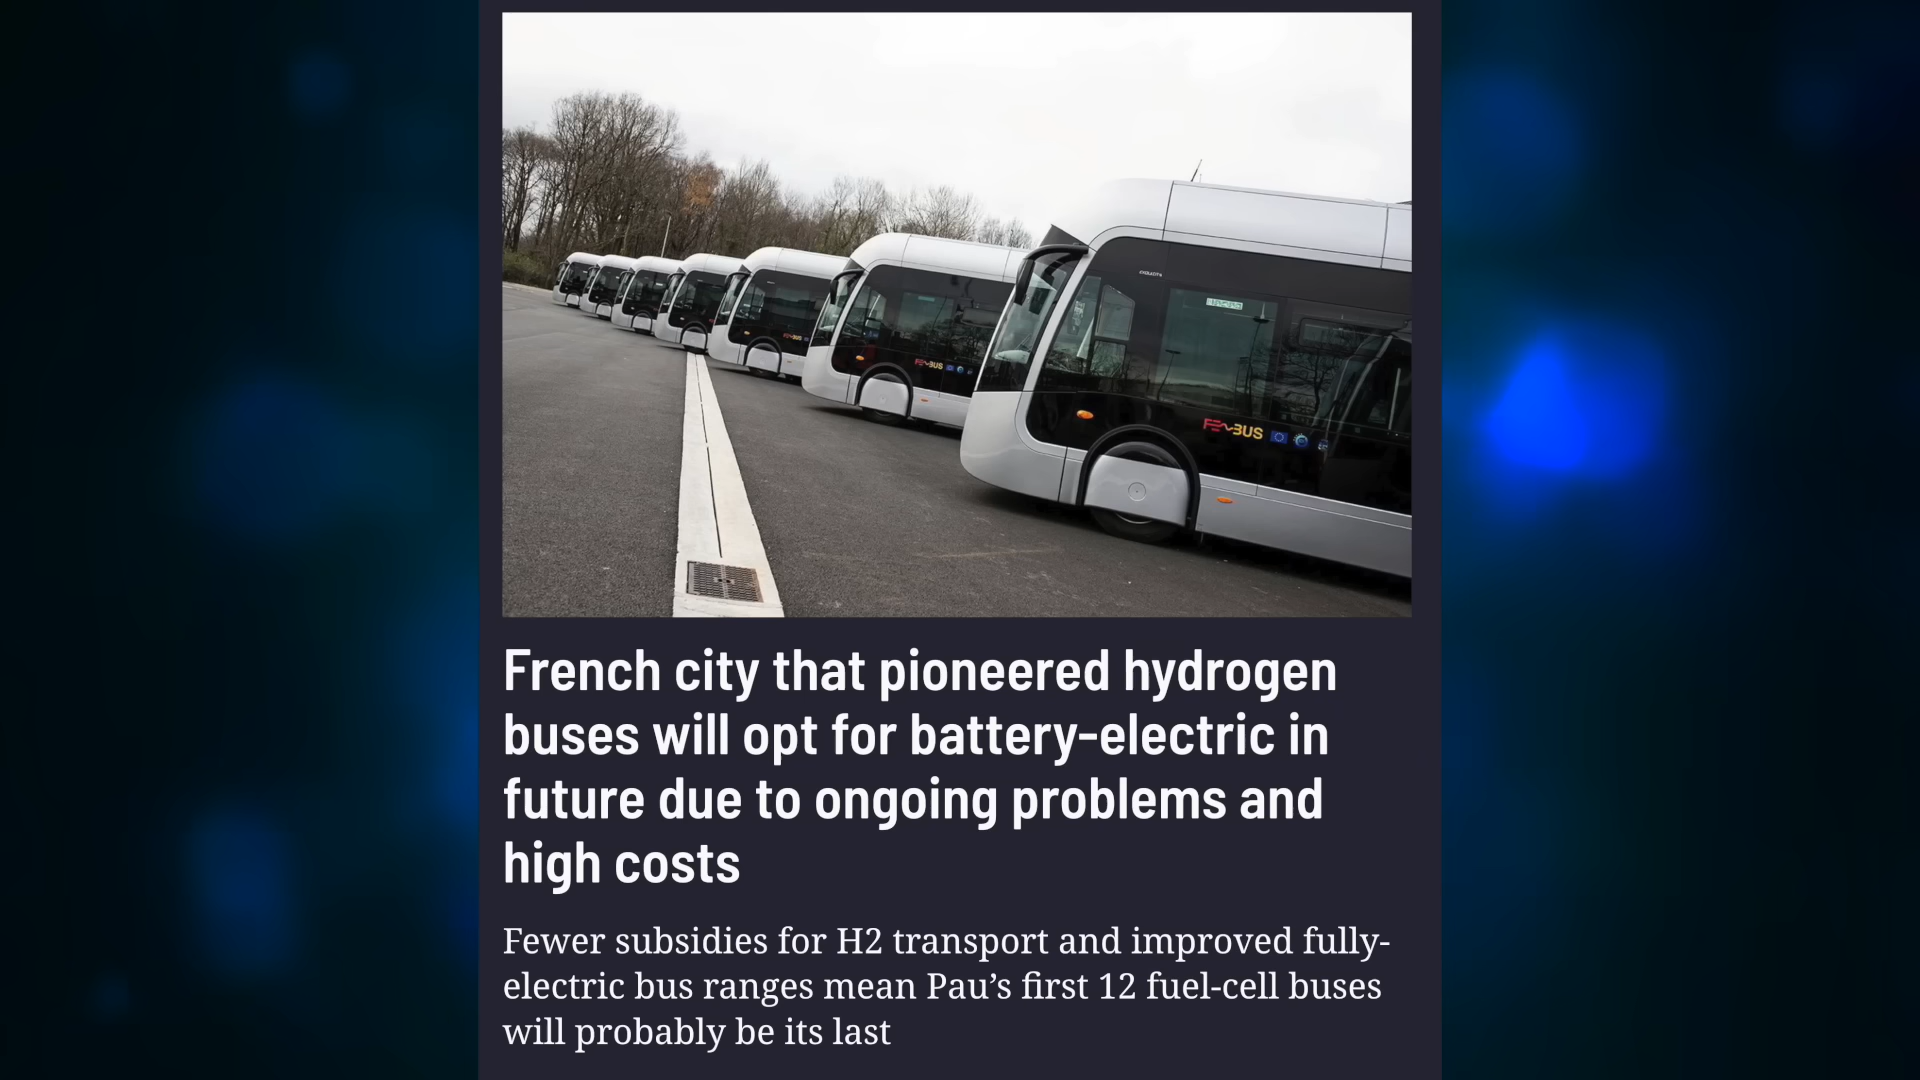 FEBUS
French city that pioneered hydrogen
buses will opt for battery-electric in
future due to ongoing problems and
high costs
Fewer subsidies for H2 transport and improved fully-
electric bus ranges mean Pau’s first 12 fuel-cell buses
will probably be its last